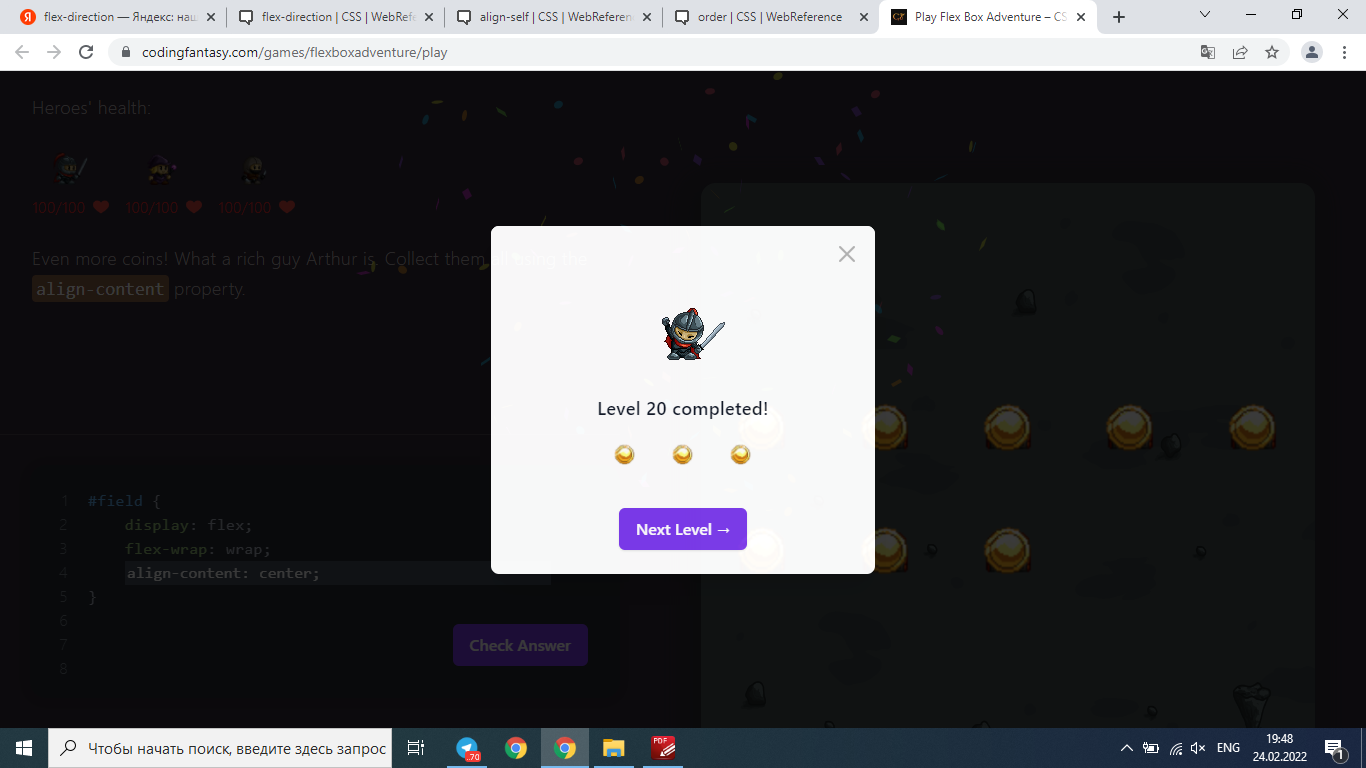 flex-direction — Яндекс: наш
flex-direction | CSS | WebRefe
align-self | CSS | WebReferen
order | CSS | WebReference
Play Flex Box Adventure – CS
codingfantasy.com/games/flexboxadventure/play
Heroes' health:
100/100 100/100 100/100
Even more coins! What a rich guy Arthur is. Collect them all using the
align-content property.
Level 20 completed!
Next Level →
1 #field {
2 display: flex;
3 flex-wrap: wrap;
4 align-content: center;
5 }
6
7
8
Check Answer
Чтобы начать поиск, введите здесь запрос
70
PDF
ENG
19:48
24.02.2022
1